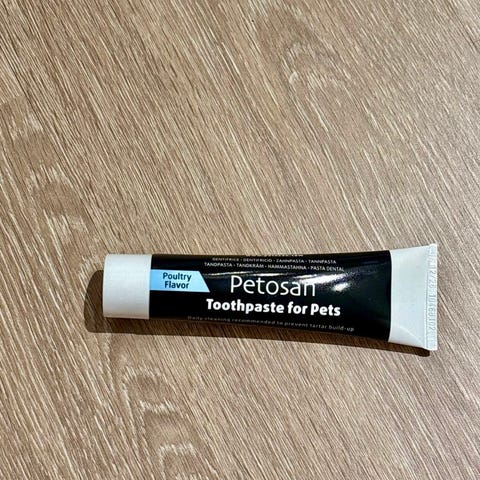 DENTIFRICE - DENTIFRICIO - ZAHNPASTA - TANNPASTA
TANDPASTA - TANDKRÄM - HAMMASTAHNA - PASTA DENTAL
Poultry
Flavor
Petosan
Toothpaste for Pets
Daily cleaning recommended to prevent tartar build-up